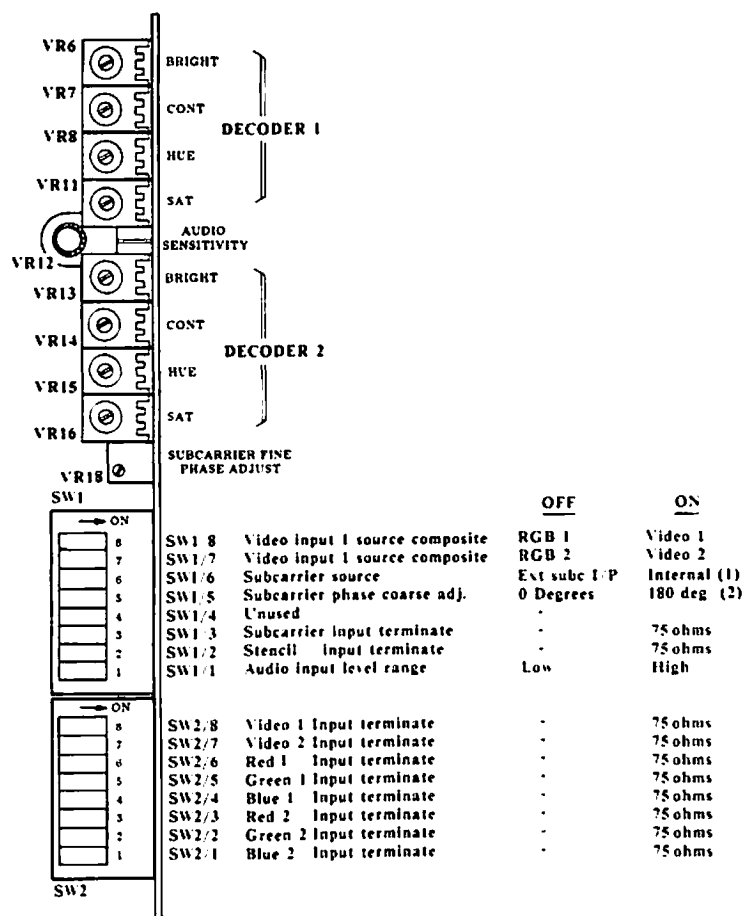 VR6
BRIGHT
VR7
CONT
DECODER 1
VR8
HUE
VR11
SAT
AUDIO
SENSITIVITY
VR12
BRIGHT
VR13
CONT
VR14
DECODER 2
HUE
VR15
SAT
VR16
SUBCARRIER FINE
PHASE ADJUST
VR18
SW1
OFF ON
→ ON
8 SW1/8 Video input 1 source composite RGB 1 Video 1
7 SW1/7 Video input 1 source composite RGB 2 Video 2
6 SW1/6 Subcarrier source Ext subc I/P Internal (1)
5 SW1/5 Subcarrier phase coarse adj. 0 Degrees 180 deg (2)
4 SW1/4 Unused -
3 SW1/3 Subcarrier input terminate - 75 ohms
2 SW1/2 Stencil input terminate - 75 ohms
1 SW1/1 Audio input level range Low High
→ ON
8 SW2/8 Video 1 Input terminate - 75 ohms
7 SW2/7 Video 2 Input terminate - 75 ohms
6 SW2/6 Red 1 Input terminate - 75 ohms
5 SW2/5 Green 1 Input terminate - 75 ohms
4 SW2/4 Blue 1 Input terminate - 75 ohms
3 SW2/3 Red 2 Input terminate - 75 ohms
2 SW2/2 Green 2 Input terminate - 75 ohms
1 SW2/1 Blue 2 Input terminate - 75 ohms
SW2